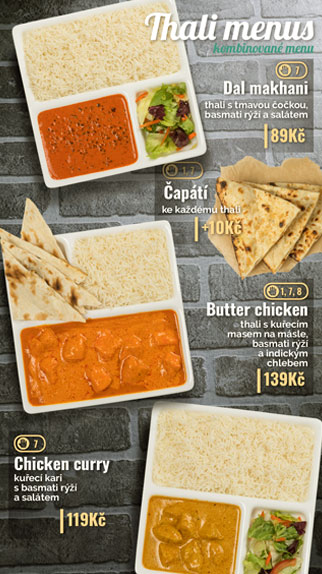 Thali menus
kombinované menu
7
Dal makhani
thali s tmavou čočkou,
basmati rýží a salátem
89Kč
1, 7
Čapátí
ke každému thali
+10Kč
1, 7, 8
Butter chicken
thali s kuřecím
masem na másle,
basmati rýží
a indickým
chlebem
139Kč
7
Chicken curry
kuřecí kari
s basmati rýží
a salátem
119Kč